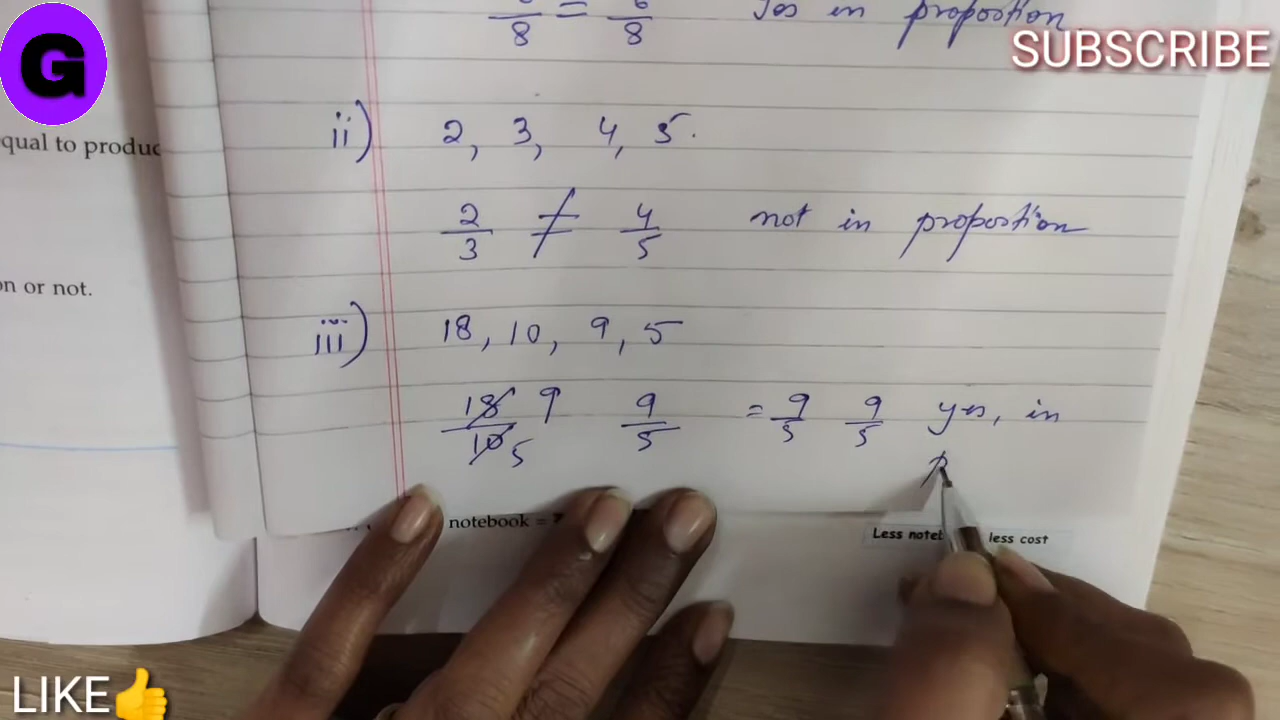 G
SUBSCRIBE
8 = 8 in proportion
qual to produc
ii) 2, 3, 4, 5.
2/3 ≠ 4/5 not in proportion
on or not.
iii) 18, 10, 9, 5
18/10 9/5 9/5 = 9/5 9/5 yes, in
p
notebook =
Less noteb less cost
LIKE👍